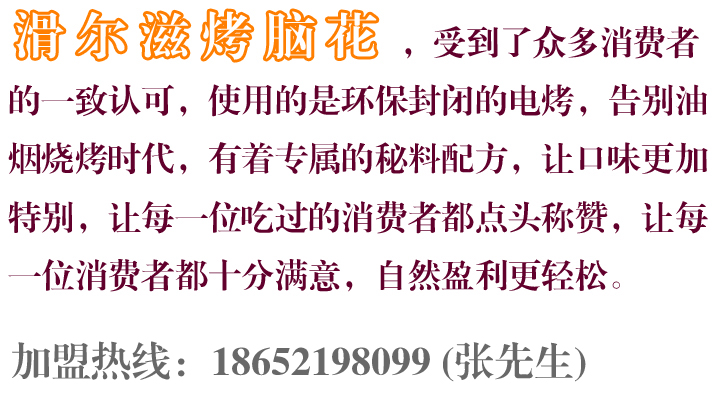 滑尔滋烤脑花，受到了众多消费者
的一致认可，使用的是环保封闭的电烤，告别油
烟烧烤时代，有着专属的秘料配方，让口味更加
特别，让每一位吃过的消费者都点头称赞，让每
一位消费者都十分满意，自然盈利更轻松。
加盟热线：18652198099 (张先生)